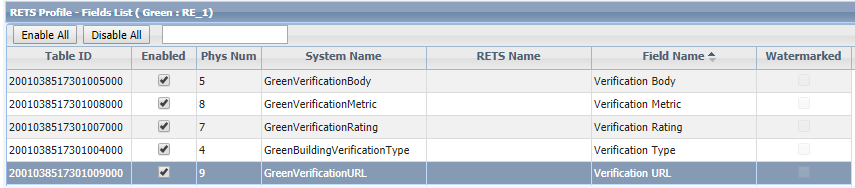 RETS Profile - Fields List ( Green : RE_1)
Enable All Disable All
Table ID Enabled Phys Num System Name RETS Name Field Name Watermarked
2001038517301005000 5 GreenVerificationBody Verification Body
2001038517301008000 8 GreenVerificationMetric Verification Metric
2001038517301007000 7 GreenVerificationRating Verification Rating
2001038517301004000 4 GreenBuildingVerificationType Verification Type
2001038517301009000 9 GreenVerificationURL Verification URL